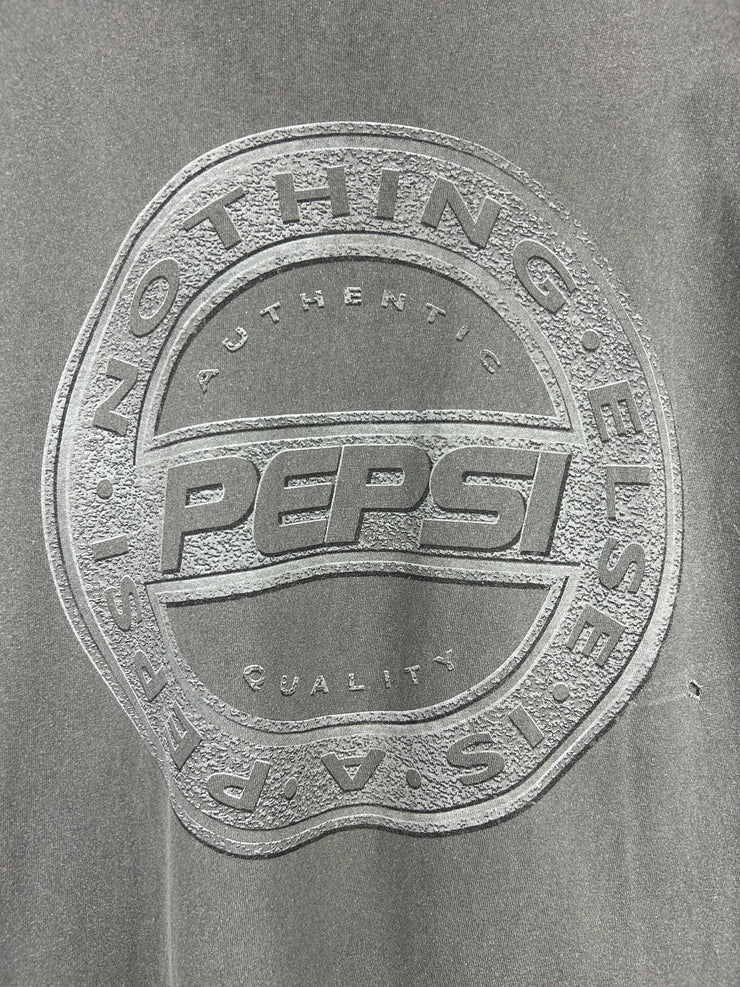 NOTHING · ELSE · IS · A · PEPSI ·
AUTHENTIC
PEPSI
QUALITY